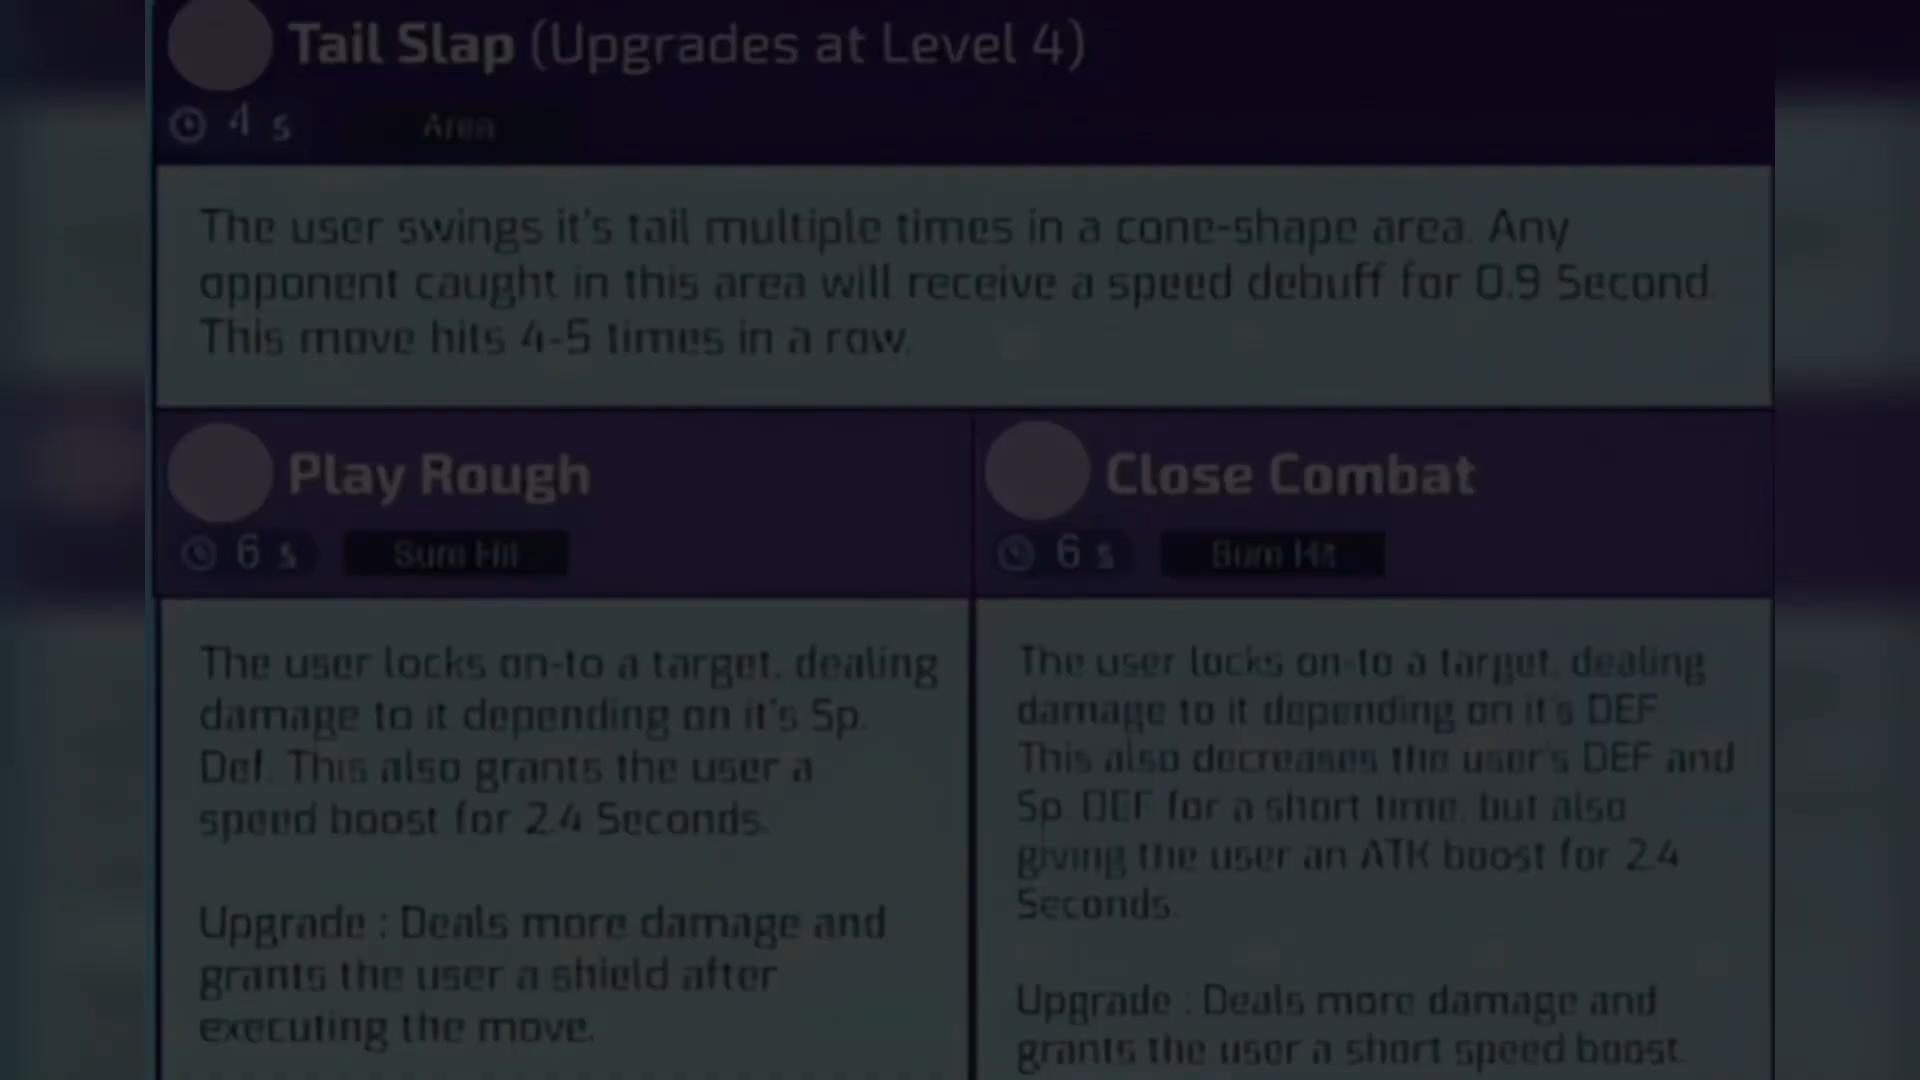 Tail Slap (Upgrades at Level 4)
4 s Area
The user swings it's tail multiple times in a cone-shape area. Any
opponent caught in this area will receive a speed debuff for 0.9 Second.
This move hits 4-5 times in a row.
Play Rough
6 s Sure Hit
The user locks on-to a target, dealing
damage to it depending on it's Sp.
Def. This also grants the user a
speed boost for 2.4 Seconds.
Upgrade : Deals more damage and
grants the user a shield after
executing the move.
Close Combat
6 s Sure Hit
The user locks on-to a target, dealing
damage to it depending on it's DEF
This also decreases the user's DEF and
Sp. DEF for a short time, but also
giving the user an ATK boost for 2.4
Seconds.
Upgrade : Deals more damage and
grants the user a short speed boost.